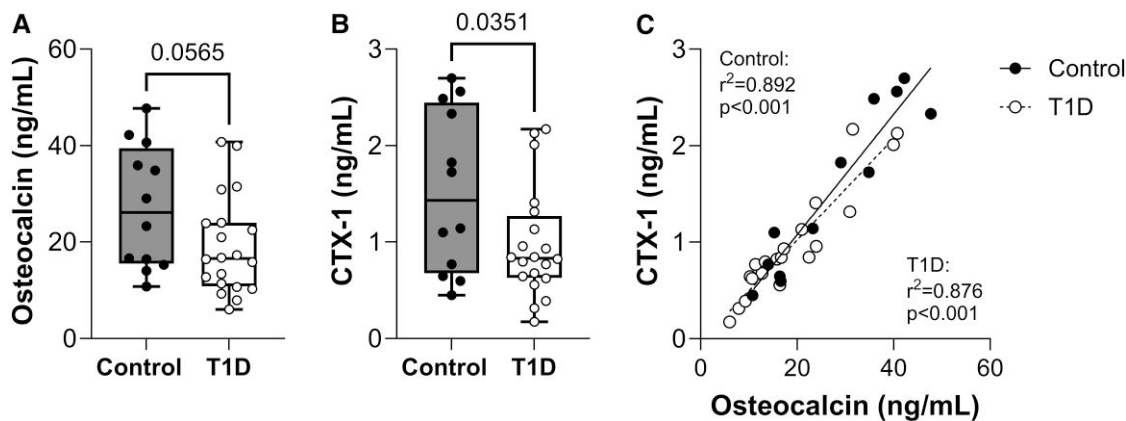 A
0.0565
Osteocalcin (ng/mL)
60
40
20
0
Control
T1D
B
0.0351
CTX-1 (ng/mL)
3
2
1
0
Control
T1D
C
CTX-1 (ng/mL)
3
2
1
0
Control:
r²=0.892
p<0.001
T1D:
r²=0.876
p<0.001
0
20
40
60
Osteocalcin (ng/mL)
Control
T1D